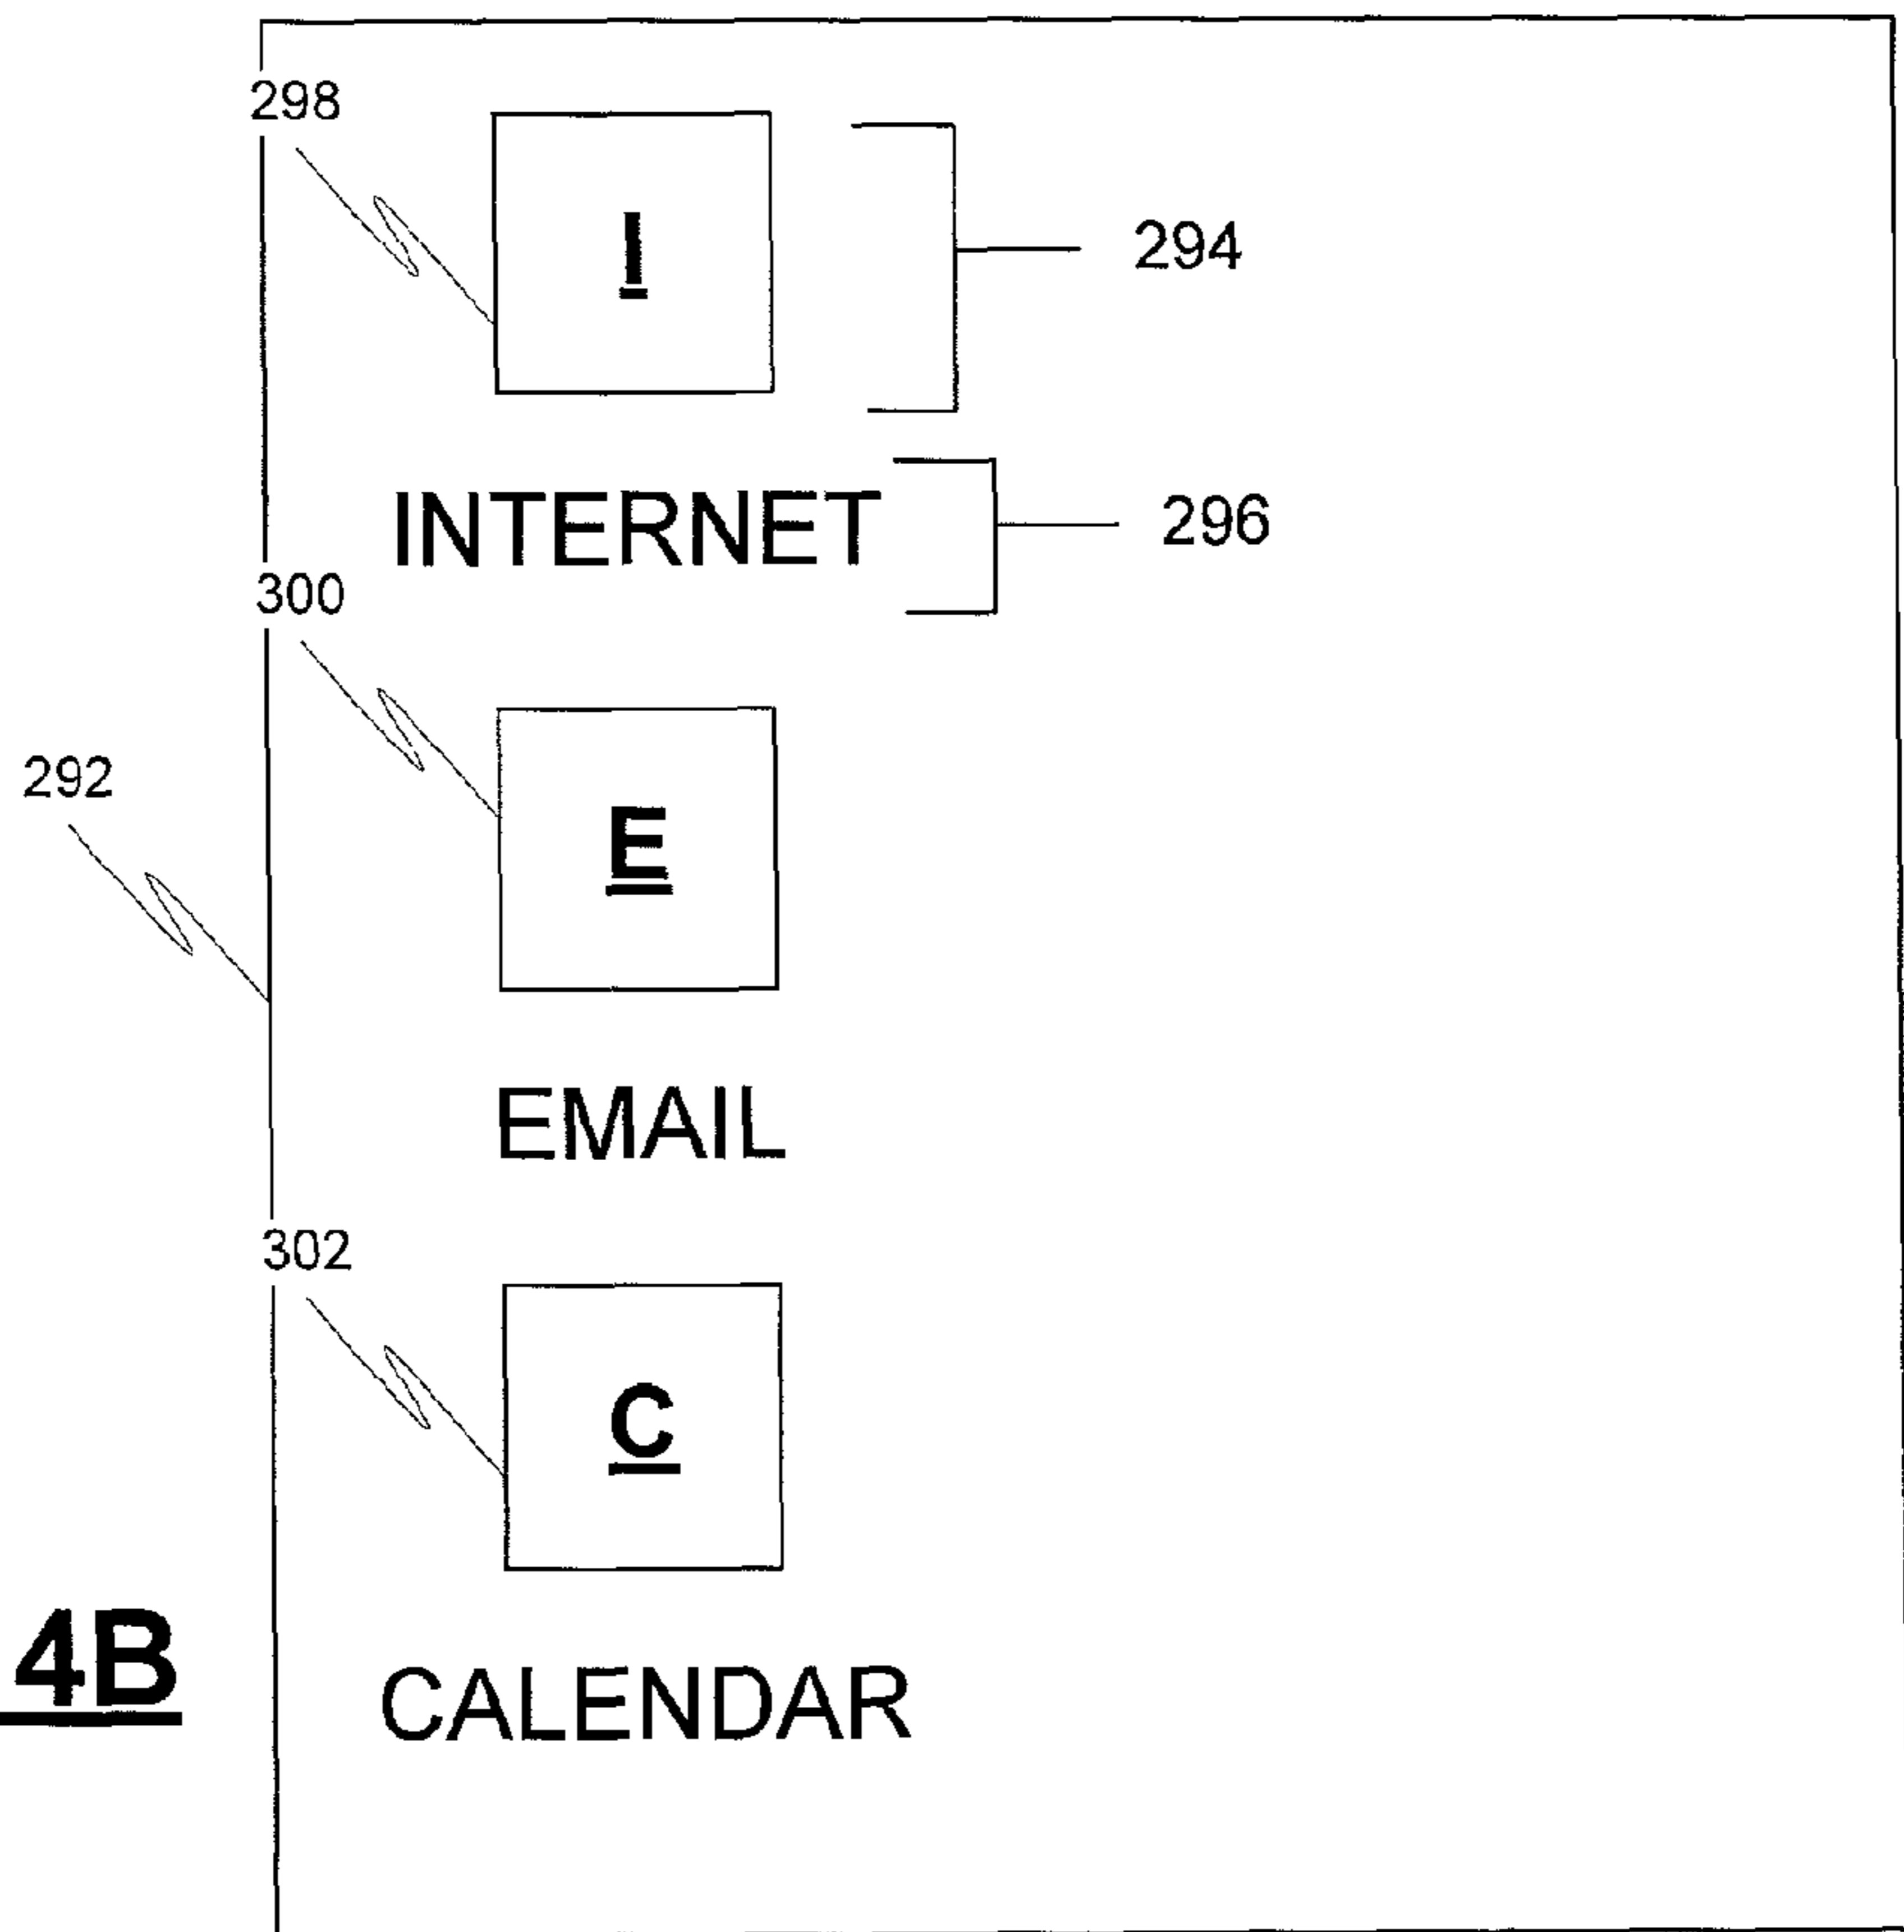 298
I
294
INTERNET
296
300
292
E
EMAIL
302
C
4B
CALENDAR